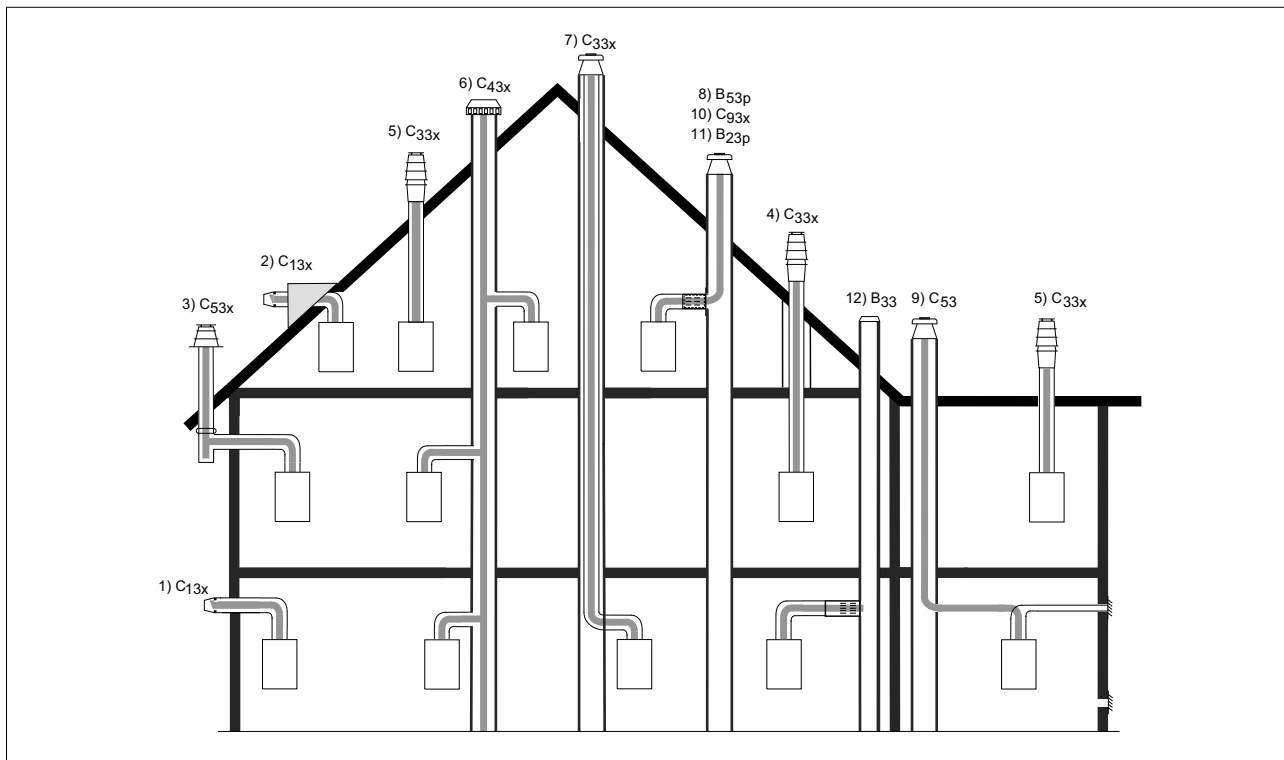 7) C33x
6) C43x
8) B53p
10) C93x
11) B23p
5) C33x
4) C33x
2) C13x
3) C53x
12) B33
9) C53
5) C33x
1) C13x